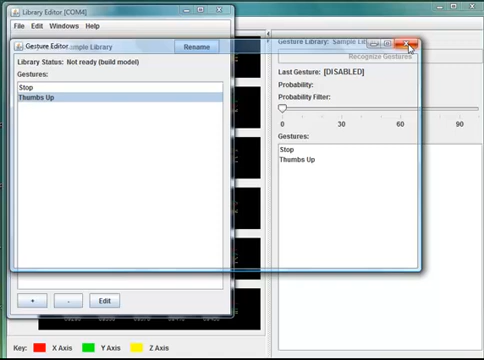 Library Editor [COM4]
File Edit Windows Help
Gesture Editor
Sample Library
Rename
Library Status: Not ready (build model)
Gestures:
Stop
Thumbs Up
+ - Edit
Gesture Library: Sample
Recognize Gestures
Last Gesture: [DISABLED]
Probability:
Probability Filter:
0 30 60 90
Gestures:
Stop
Thumbs Up
Key: X Axis Y Axis Z Axis